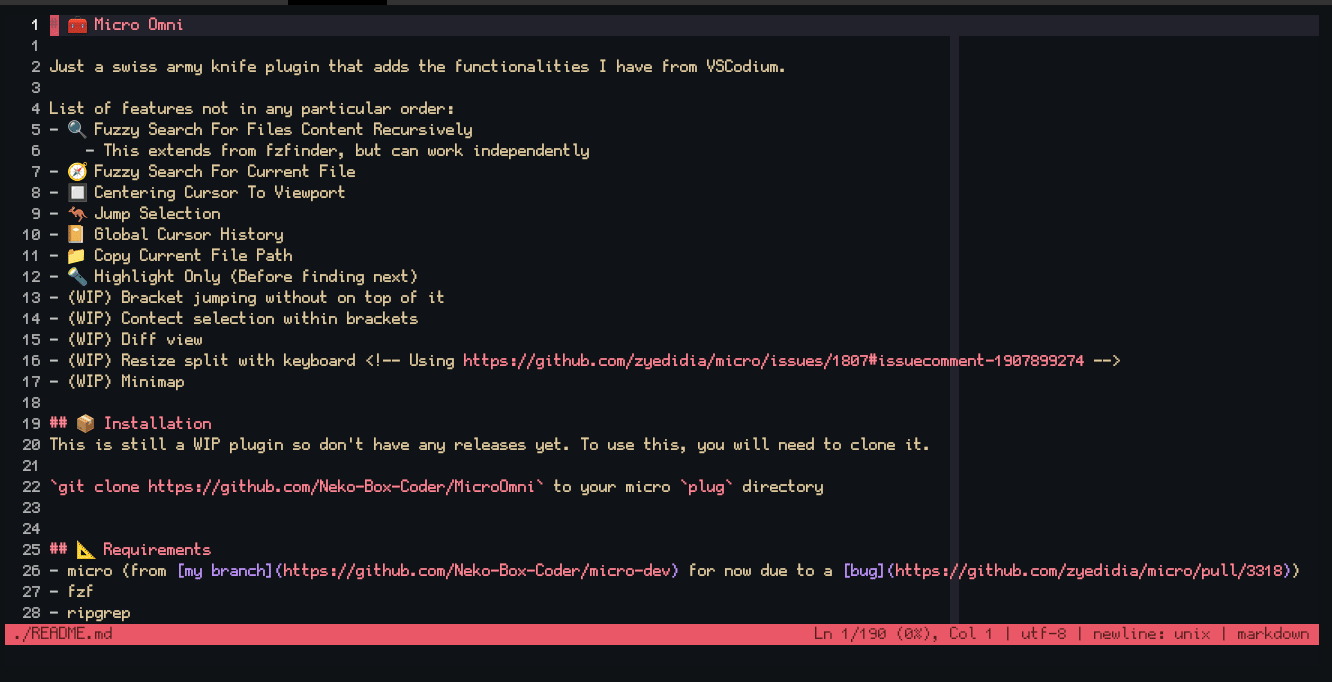 1 # 🧰 Micro Omni
1
2 Just a swiss army knife plugin that adds the functionalities I have from VSCodium.
3
4 List of features not in any particular order:
5 - 🔍 Fuzzy Search For Files Content Recursively
6     - This extends from fzfinder, but can work independently
7 - 🧭 Fuzzy Search For Current File
8 - 🔲 Centering Cursor To Viewport
9 - 🦘 Jump Selection
10 - 📔 Global Cursor History
11 - 📁 Copy Current File Path
12 - 🔦 Highlight Only (Before finding next)
13 - (WIP) Bracket jumping without on top of it
14 - (WIP) Contect selection within brackets
15 - (WIP) Diff view
16 - (WIP) Resize split with keyboard <!-- Using https://github.com/zyedidia/micro/issues/1807#issuecomment-1907899274 -->
17 - (WIP) Minimap
18
19 ## 📦 Installation
20 This is still a WIP plugin so don't have any releases yet. To use this, you will need to clone it.
21
22 `git clone https://github.com/Neko-Box-Coder/MicroOmni` to your micro `plug` directory
23
24
25 ## 📐 Requirements
26 - micro (from [my branch](https://github.com/Neko-Box-Coder/micro-dev) for now due to a [bug](https://github.com/zyedidia/micro/pull/3318))
27 - fzf
28 - ripgrep
./README.md Ln 1/190 (0%), Col 1 | utf-8 | newline: unix | markdown